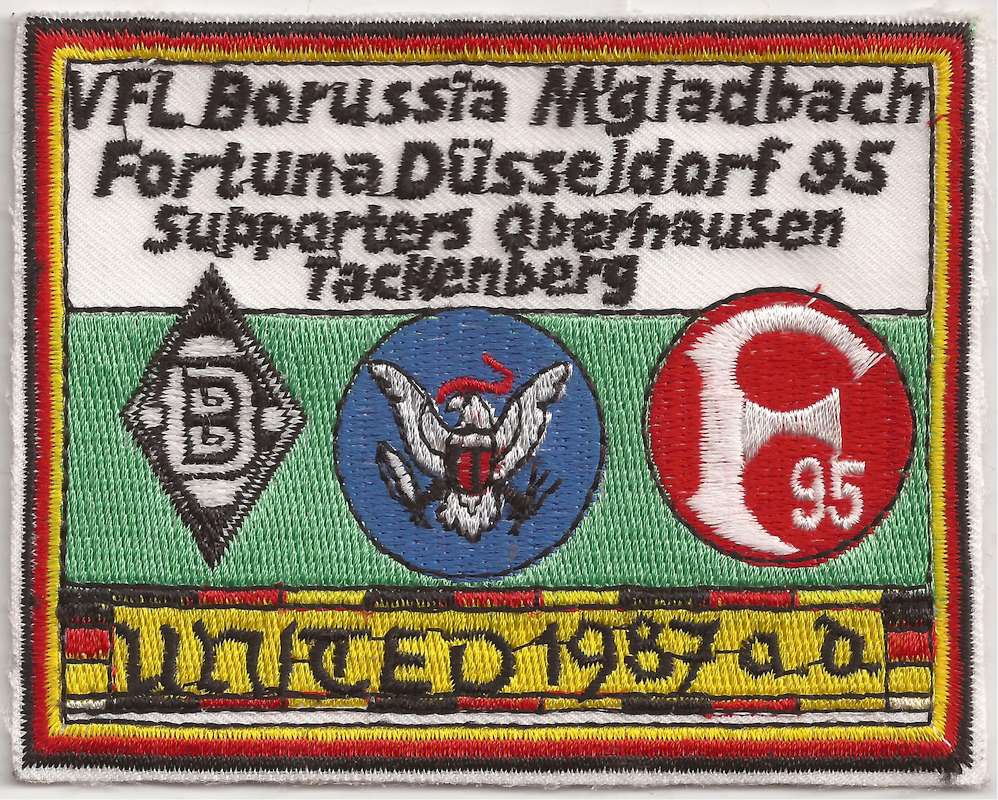 VFL Borussia M'gladbach
Fortuna Düsseldorf 95
Supporters Oberhausen
Tackenberg
B
F 95
UNITED 1987 a.d.